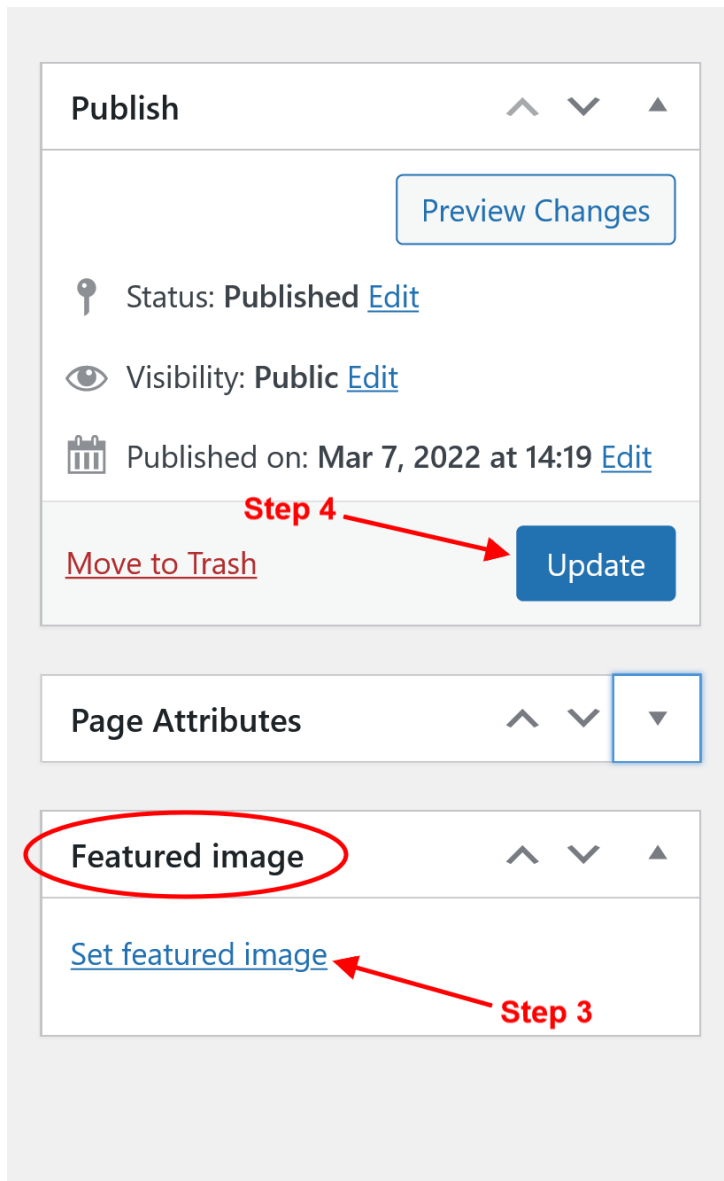 Publish
Preview Changes
Status: Published Edit
Visibility: Public Edit
Published on: Mar 7, 2022 at 14:19 Edit
Step 4
Move to Trash
Update
Page Attributes
Featured image
Set featured image
Step 3